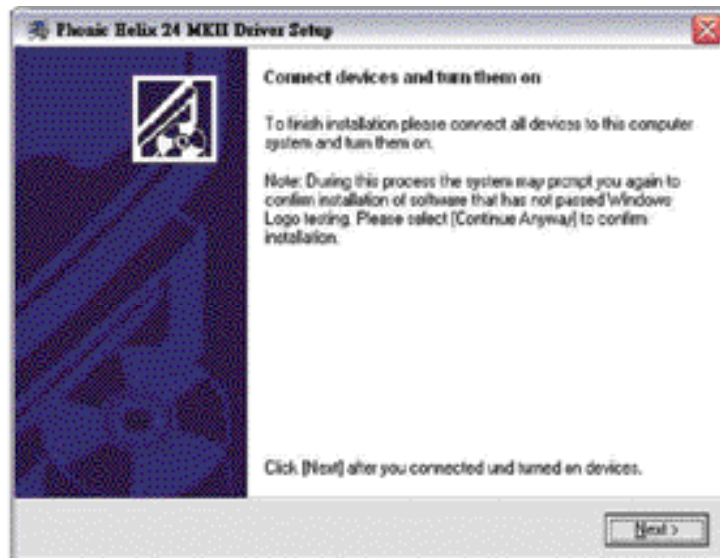 Phonic Helix 24 MKII Driver Setup
Connect devices and turn them on
To finish installation please connect all devices to this computer
system and turn them on.
Note: During this process the system may prompt you again to
confirm installation of software that has not passed Windows
Logo testing. Please select [Continue Anyway] to confirm
installation.
Click [Next] after you connected und turned on devices.
Next >